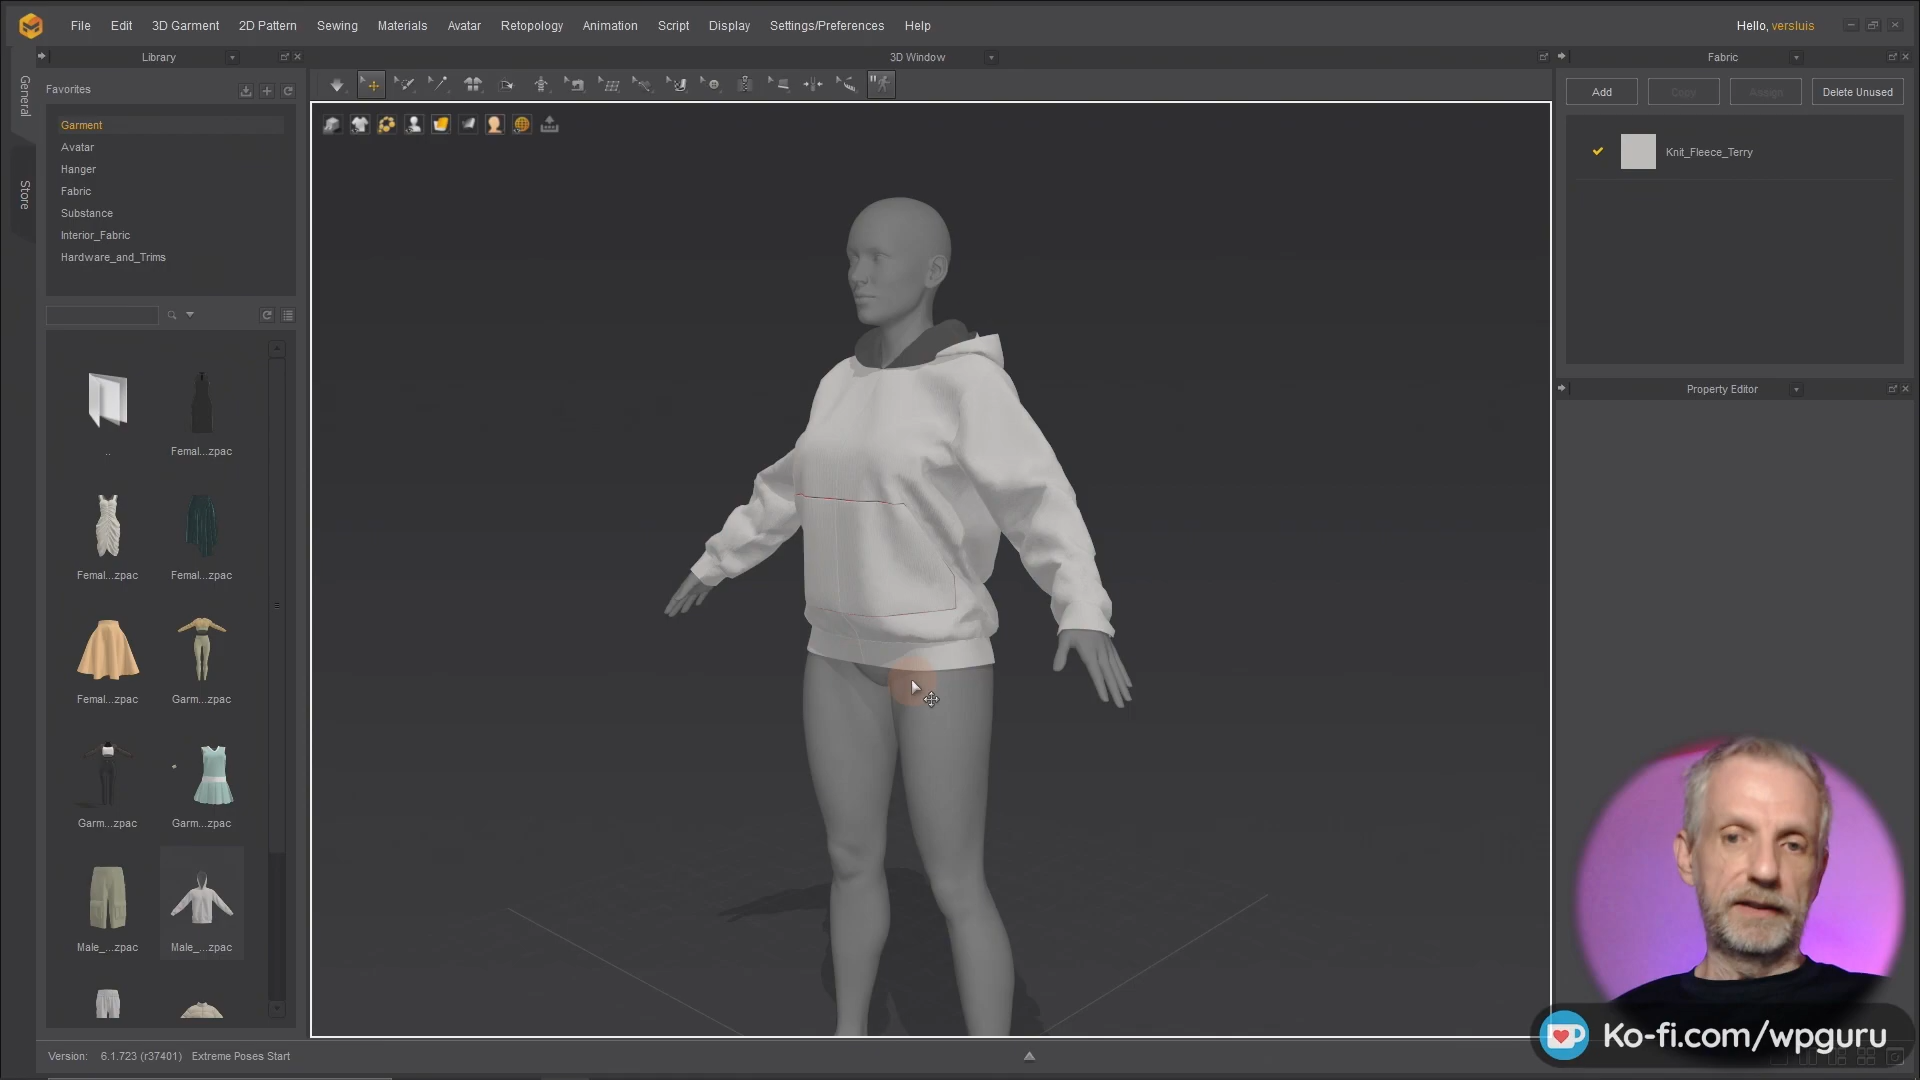 File Edit 3D Garment 2D Pattern Sewing Materials Avatar Retopology Animation Script Display Settings/Preferences Help
Hello, versluis
Library
3D Window
Fabric
General
Store
Favorites
Garment
Avatar
Hanger
Fabric
Substance
Interior_Fabric
Hardware_and_Trims
..
Femal...zpac
Femal...zpac
Femal...zpac
Femal...zpac
Garm...zpac
Garm...zpac
Garm...zpac
Male_...zpac
Male_...zpac
Add
Copy
Assign
Delete Unused
Knit_Fleece_Terry
Property Editor
Version: 6.1.723 (r37401) Extreme Poses Start
Ko-fi.com/wpguru